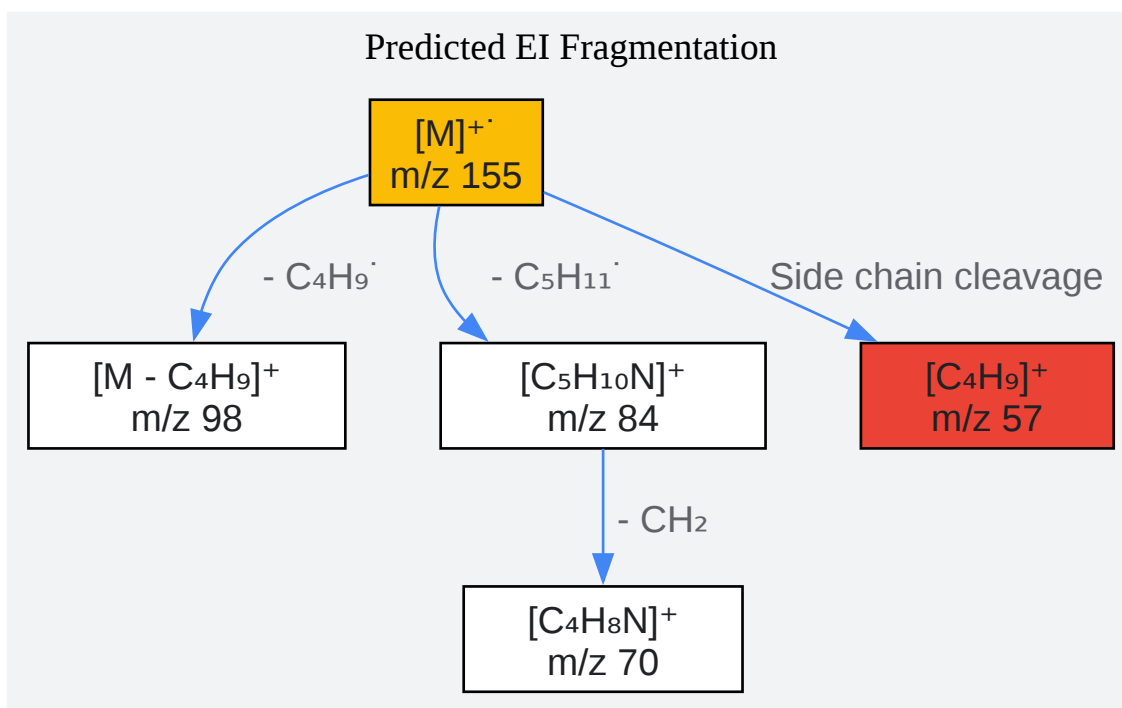 Predicted EI Fragmentation
[M]⁺˙
m/z 155
- C₄H₉˙
- C₅H₁₁˙
Side chain cleavage
[M - C₄H₉]⁺
m/z 98
[C₅H₁₀N]⁺
m/z 84
[C₄H₉]⁺
m/z 57
- CH₂
[C₄H₈N]⁺
m/z 70